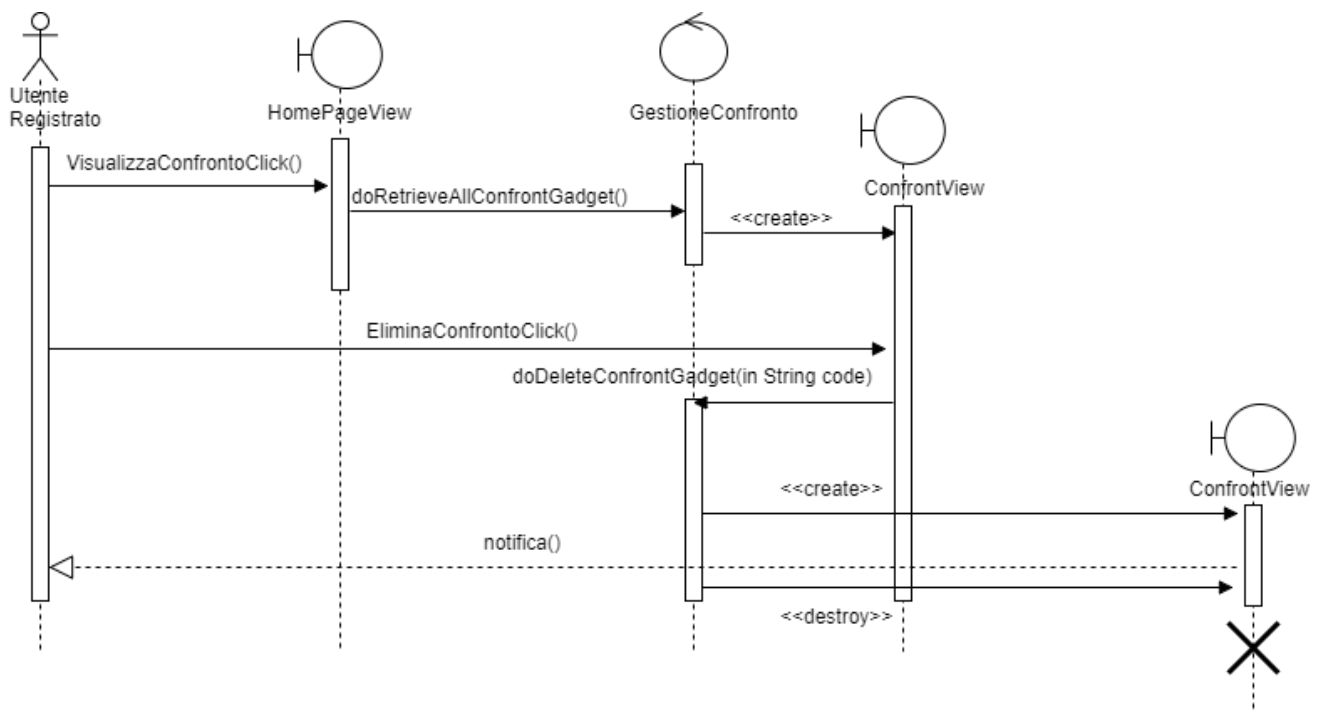 Utente
Registrato
HomePageView
GestioneConfronto
VisualizzaConfrontoClick()
ConfrontView
doRetrieveAllConfrontGadget()
<<create>>
EliminaConfrontoClick()
doDeleteConfrontGadget(in String code)
<<create>>
ConfrontView
notifica()
<<destroy>>